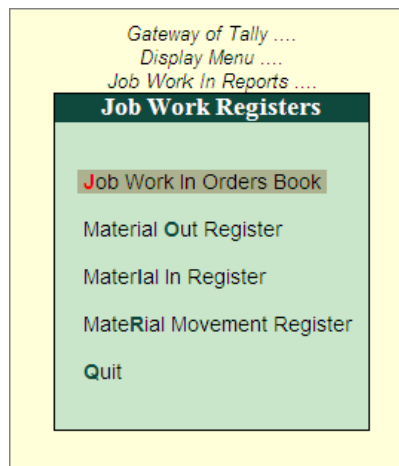 Gateway of Tally ....
Display Menu ....
Job Work In Reports ....
Job Work Registers
Job Work In Orders Book
Material Out Register
Material In Register
MateRial Movement Register
Quit